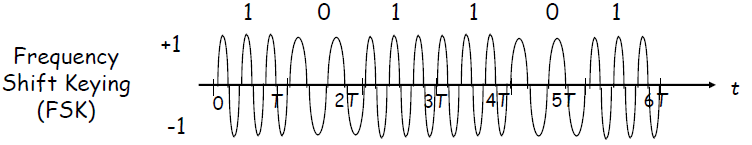 1 0 1 1 0 1
Frequency
Shift Keying
(FSK)
+1
-1
0 T 2T 3T 4T 5T 6T t